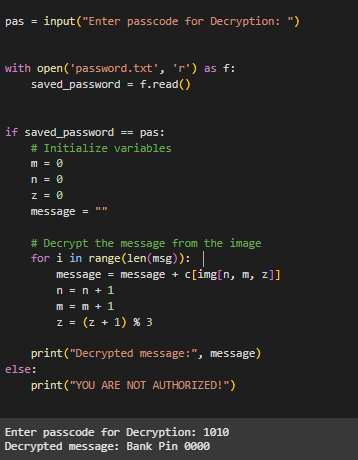 pas = input("Enter passcode for Decryption: ")
with open('password.txt', 'r') as f:
    saved_password = f.read()
if saved_password == pas:
    # Initialize variables
    m = 0
    n = 0
    z = 0
    message = ""
    # Decrypt the message from the image
    for i in range(len(msg)):
        message = message + c[img[n, m, z]]
        n = n + 1
        m = m + 1
        z = (z + 1) % 3
    print("Decrypted message:", message)
else:
    print("YOU ARE NOT AUTHORIZED!")
Enter passcode for Decryption: 1010
Decrypted message: Bank Pin 0000